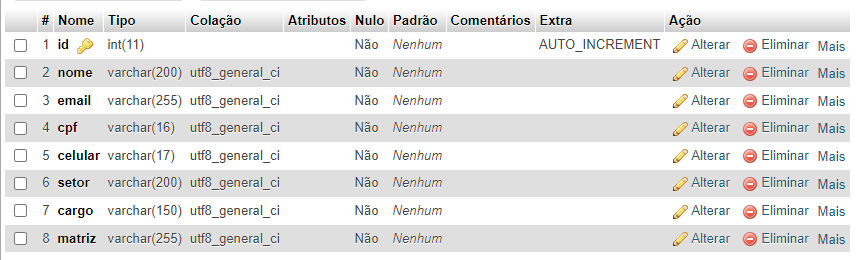 # Nome Tipo Colação Atributos Nulo Padrão Comentários Extra Ação
1 id int(11) Não Nenhum AUTO_INCREMENT Alterar Eliminar Mais
2 nome varchar(200) utf8_general_ci Não Nenhum Alterar Eliminar Mais
3 email varchar(255) utf8_general_ci Não Nenhum Alterar Eliminar Mais
4 cpf varchar(16) utf8_general_ci Não Nenhum Alterar Eliminar Mais
5 celular varchar(17) utf8_general_ci Não Nenhum Alterar Eliminar Mais
6 setor varchar(200) utf8_general_ci Não Nenhum Alterar Eliminar Mais
7 cargo varchar(150) utf8_general_ci Não Nenhum Alterar Eliminar Mais
8 matriz varchar(255) utf8_general_ci Não Nenhum Alterar Eliminar Mais